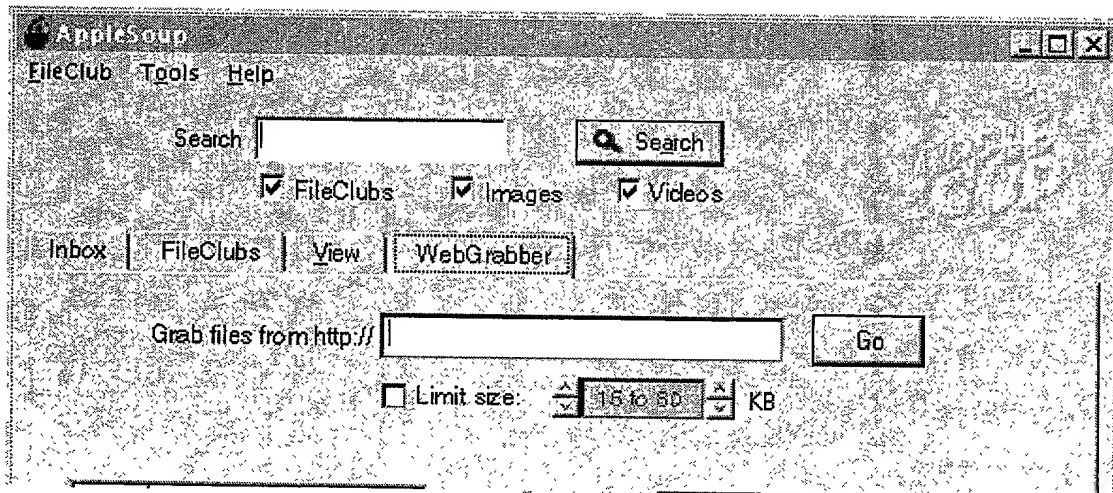 AppleSoup
FileClub Tools Help
Search Search
FileClubs Images Videos
Inbox FileClubs View WebGrabber
Grab files from http:// Go
Limit size: 15 to 60 KB